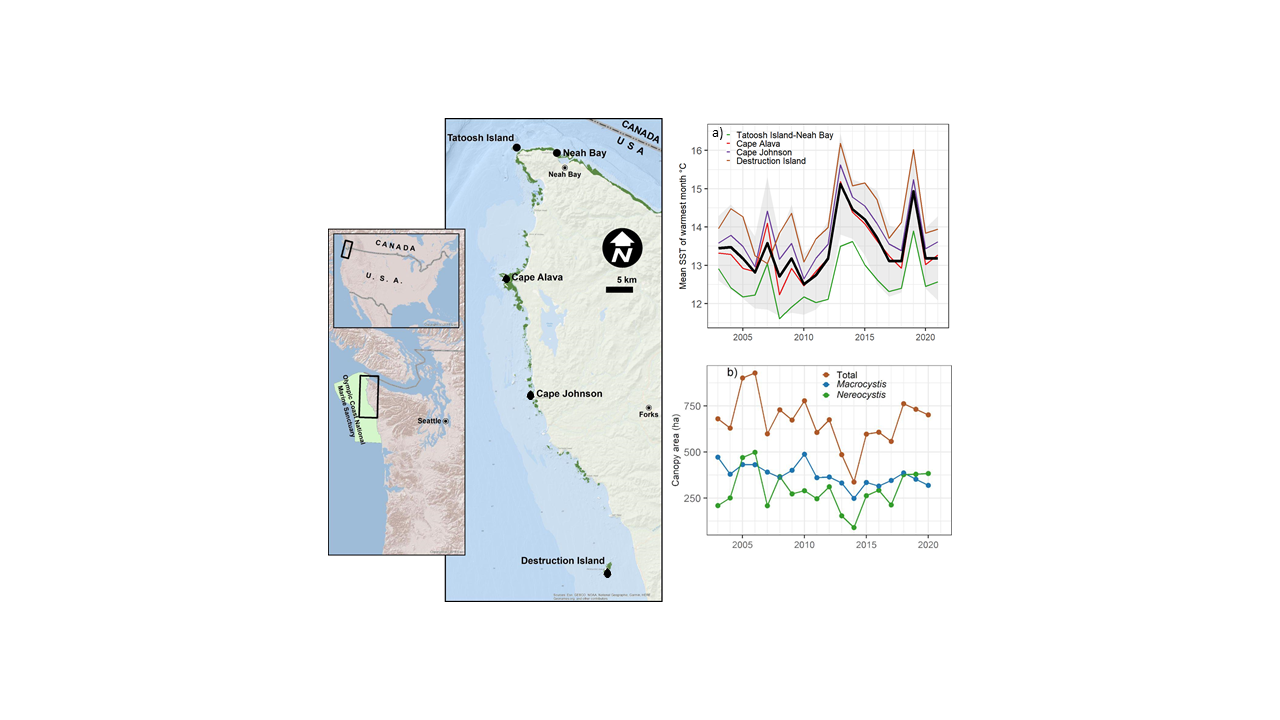 CANADA
U. S. A.
Olympic Coast National
Marine Sanctuary
Seattle
Tatoosh Island
CANADA
U S A
Neah Bay
Neah Bay
5 km
N
Cape Alava
Cape Johnson
Forks
Destruction Island
a)
Tatoosh Island-Neah Bay
Cape Alava
Cape Johnson
Destruction Island
Mean SST of warmest month °C
16
15
14
13
12
2005 2010 2015 2020
b)
Total
Macrocystis
Nereocystis
Canopy area (ha)
750
500
250
2005 2010 2015 2020